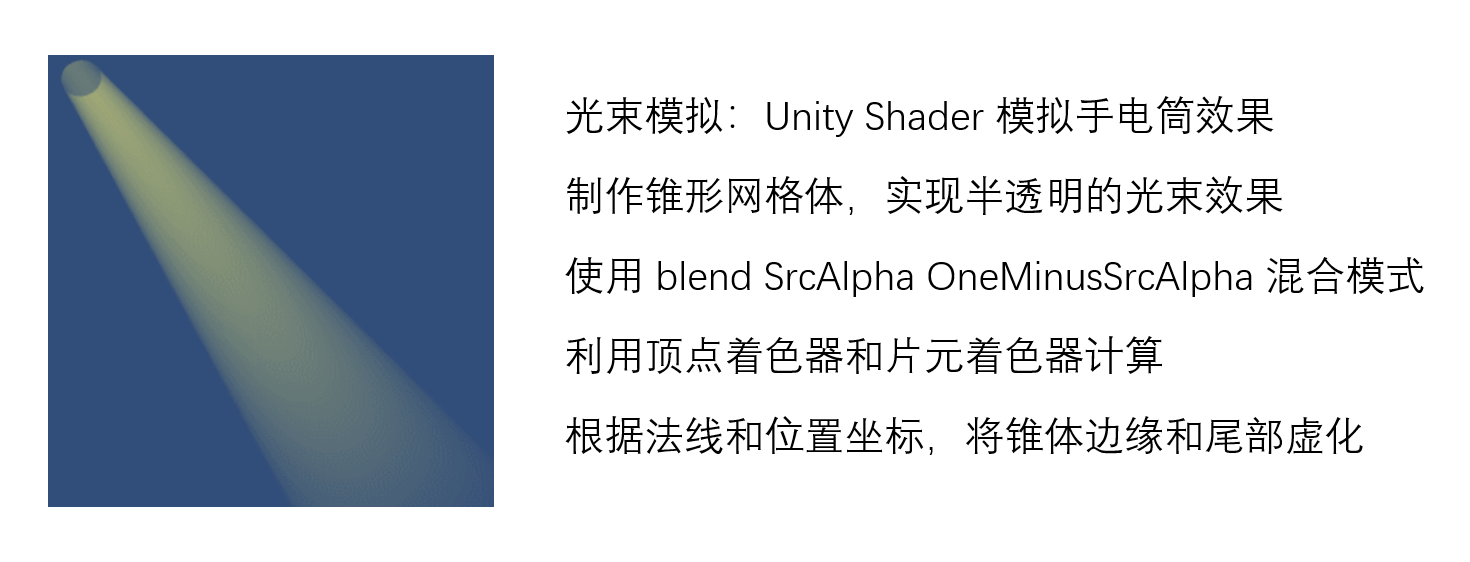 光束模拟：Unity Shader 模拟手电筒效果
制作锥形网格体，实现半透明的光束效果
使用 blend SrcAlpha OneMinusSrcAlpha 混合模式
利用顶点着色器和片元着色器计算
根据法线和位置坐标，将锥体边缘和尾部虚化